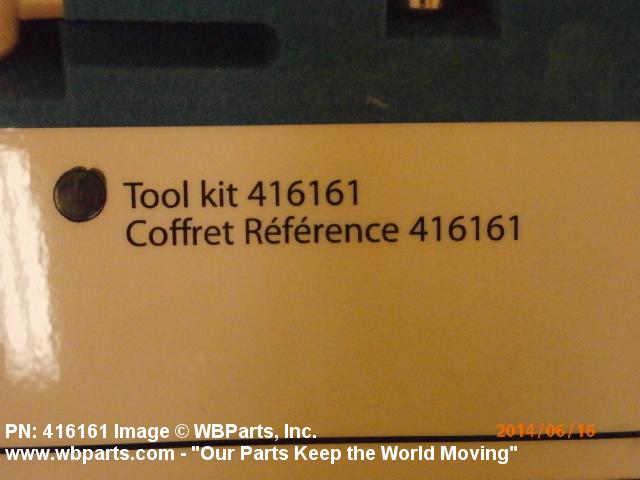 Tool kit 416161
Coffret Référence 416161
PN: 416161 Image © WBParts, Inc.
2014/06/16
www.wbparts.com - "Our Parts Keep the World Moving"